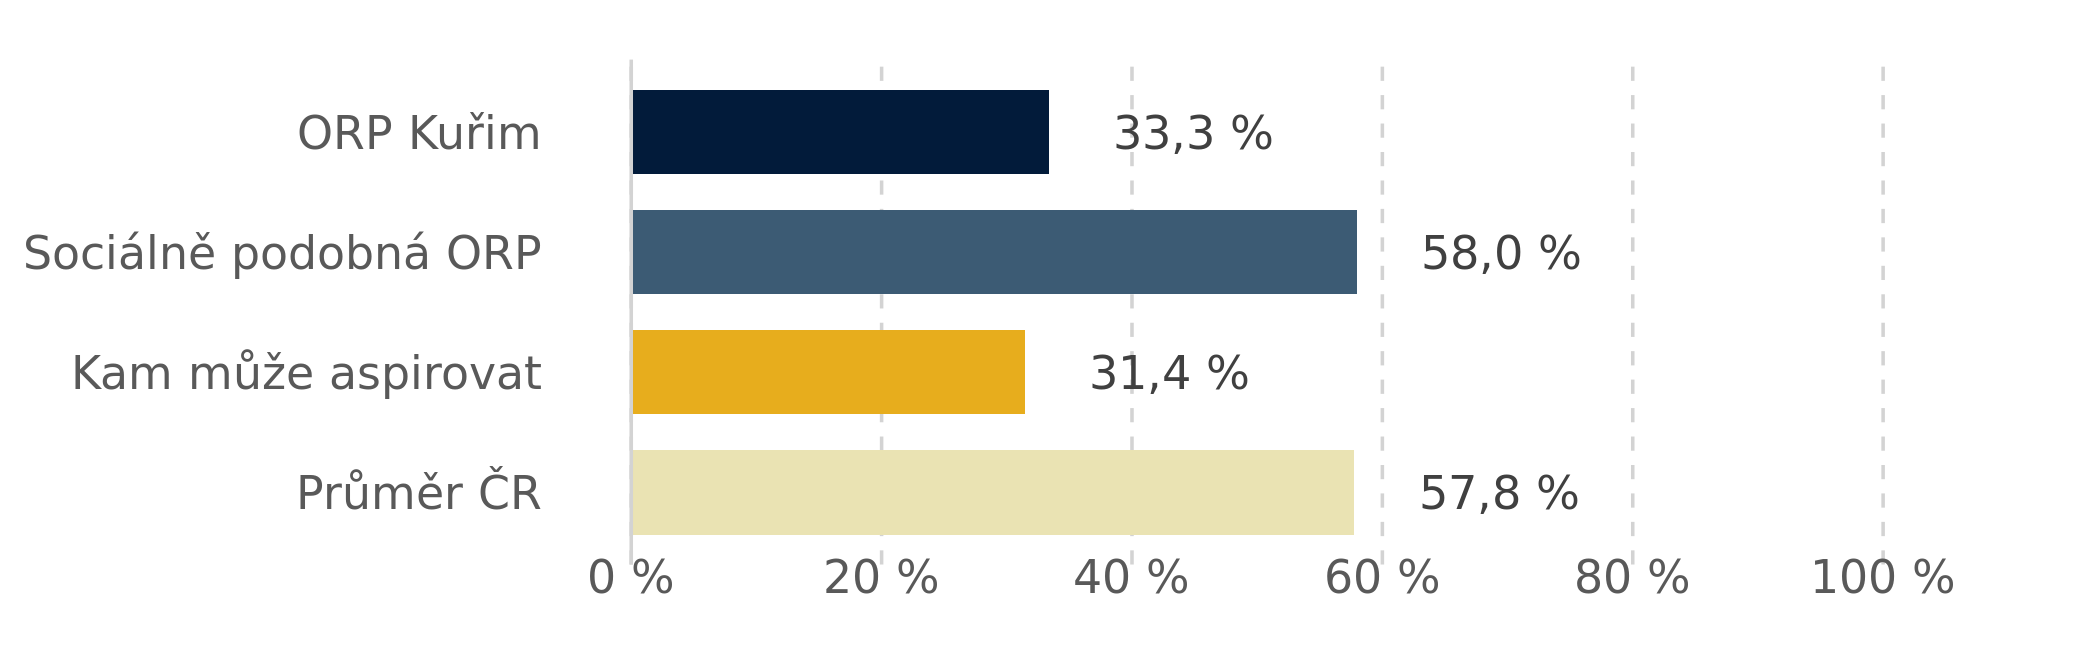 ORP Kuřim
33,3 %
Sociálně podobná ORP
58,0 %
Kam může aspirovat
31,4 %
Průměr ČR
57,8 %
0 % 20 % 40 % 60 % 80 % 100 %